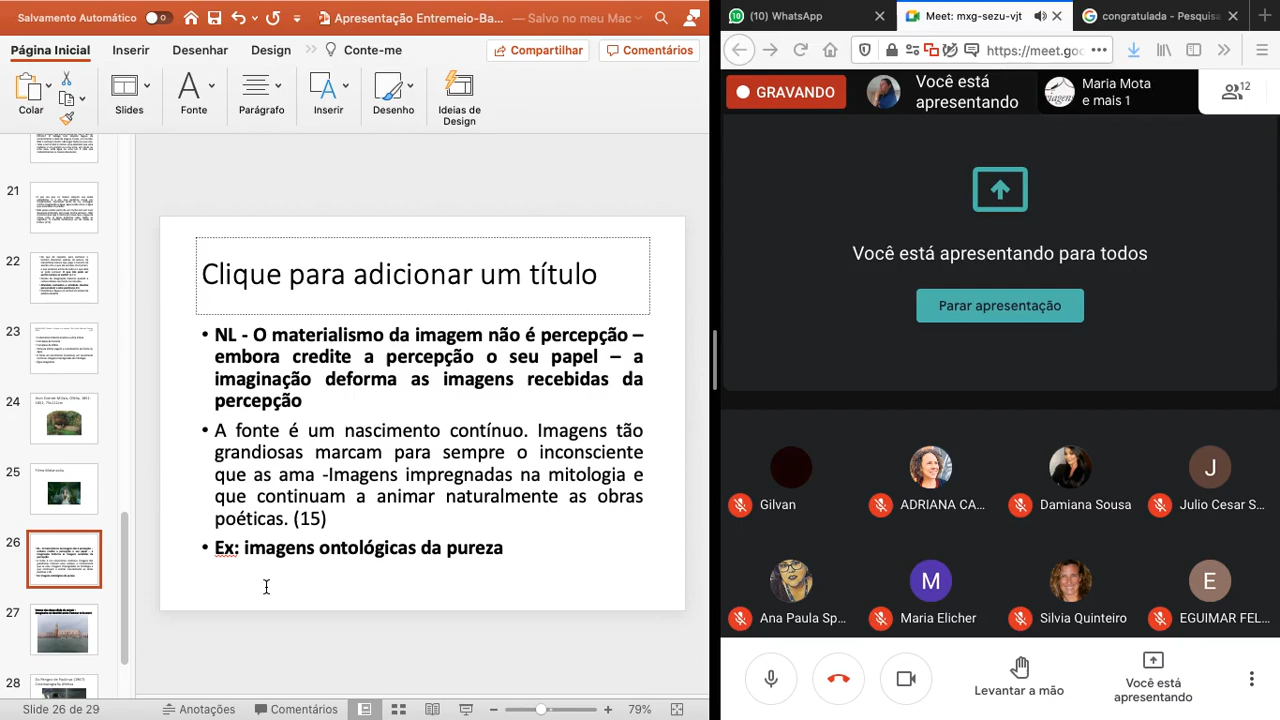 Salvamento Automático
Apresentação Entremeio-Ba... — Salvo no meu Mac
Página Inicial Inserir Desenhar Design Conte-me
Compartilhar Comentários
Colar Slides Fonte Parágrafo Inserir Desenho Ideias de
Design
21
22
23
24
25
26
27
28
Clique para adicionar um título
• NL - O materialismo da imagem não é percepção –
embora credite a percepção o seu papel – a
imaginação deforma as imagens recebidas da
percepção
• A fonte é um nascimento contínuo. Imagens tão
grandiosas marcam para sempre o inconsciente
que as ama -Imagens impregnadas na mitologia e
que continuam a animar naturalmente as obras
poéticas. (15)
• Ex: imagens ontológicas da pureza
Slide 26 de 29 Anotações Comentários 79%
(10) WhatsApp Meet: mxg-sezu-vjt congratulada - Pesquisa
https://meet.goo
GRAVANDO
Você está
apresentando
Maria Mota
e mais 1
12
Você está apresentando para todos
Parar apresentação
Gilvan ADRIANA CA... Damiana Sousa J Julio Cesar S...
Ana Paula Sp... M Maria Elicher Silvia Quinteiro E EGUIMAR FEL...
Levantar a mão
Você está
apresentando